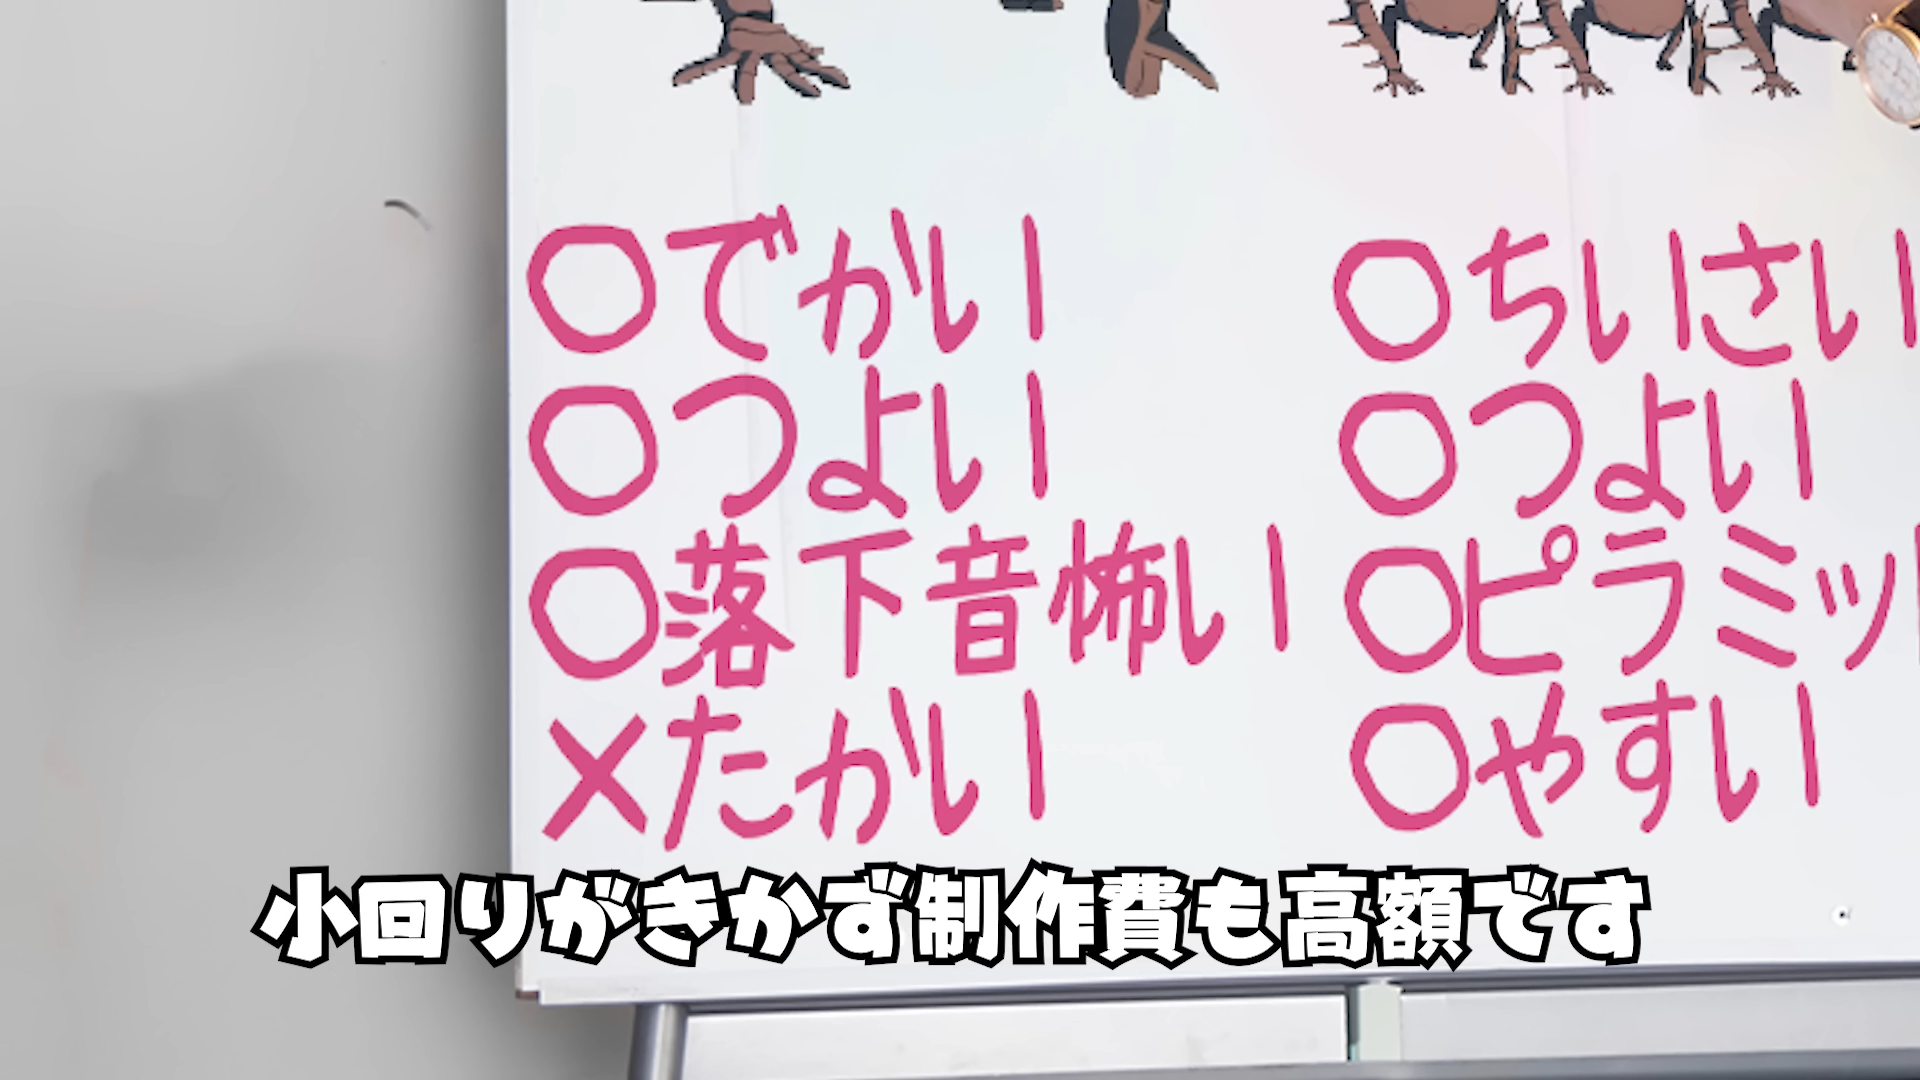 ○でかい
○つよい
○落下音怖い
×たかい
○ちいさい
○つよい
○ピラミッ
○やすい
小回りがきかず制作費も高額です